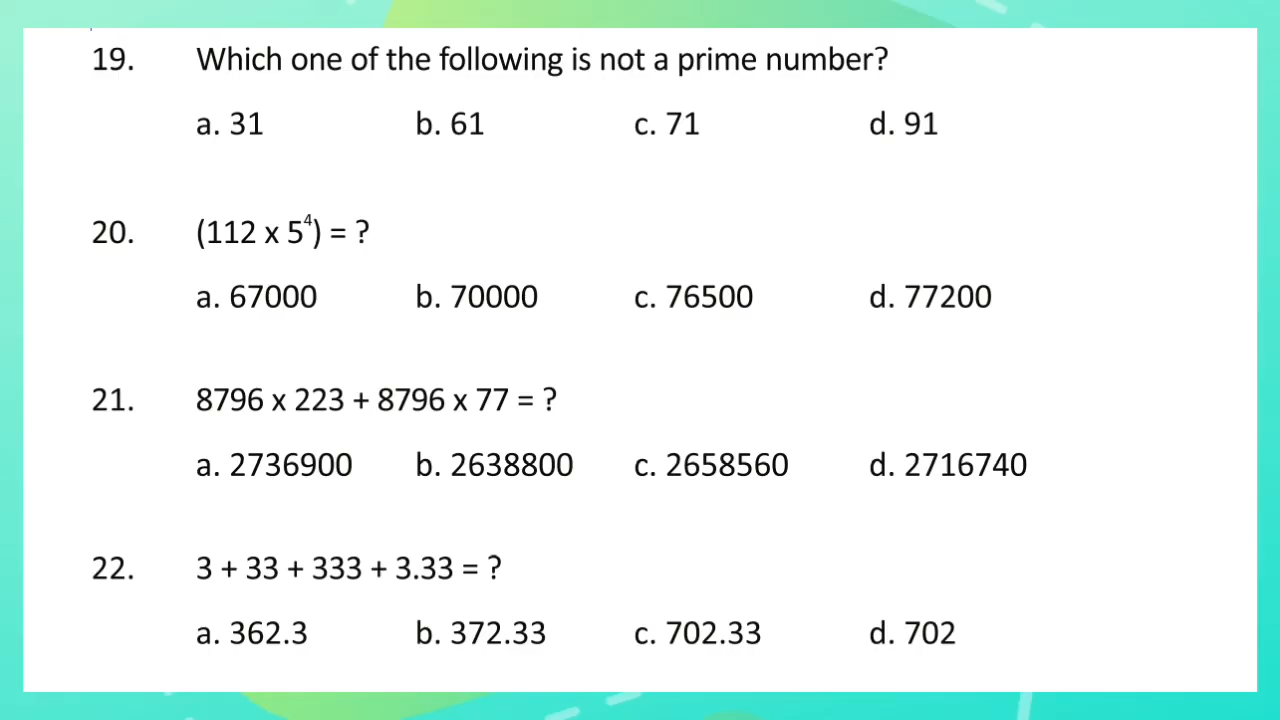 19. Which one of the following is not a prime number?
a. 31 b. 61 c. 71 d. 91
20. (112 x 5⁴) = ?
a. 67000 b. 70000 c. 76500 d. 77200
21. 8796 x 223 + 8796 x 77 = ?
a. 2736900 b. 2638800 c. 2658560 d. 2716740
22. 3 + 33 + 333 + 3.33 = ?
a. 362.3 b. 372.33 c. 702.33 d. 702